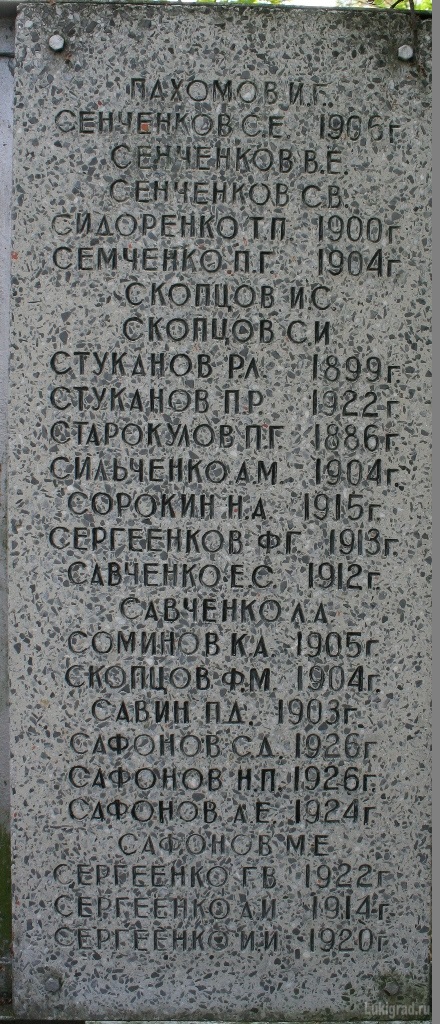 ПАХОМОВ И.Г.
СЕНЧЕНКОВ С.Е. 1906г.
СЕНЧЕНКОВ В.Е.
СЕНЧЕНКОВ С.В.
СИДОРЕНКО Т.П. 1900г.
СЕМЧЕНКО П.Г. 1904г.
СКОПЦОВ И.С.
СКОПЦОВ С.И.
СТУКАНОВ Р.Л. 1899г.
СТУКАНОВ П.Р. 1922г.
СТАРОКУЛОВ П.Г. 1886г.
СИЛЬЧЕНКО А.М. 1904г.
СОРОКИН Н.А. 1915г.
СЕРГЕЕНКОВ Ф.Г. 1913г.
САВЧЕНКО Е.С. 1912г.
САВЧЕНКО Л.А.
СОМИНОВ К.А. 1905г.
СКОПЦОВ Ф.М. 1904г.
САВИН П.Д. 1903г.
САФОНОВ С.Д. 1926г.
САФОНОВ Н.П. 1926г.
САФОНОВ А.Е. 1924г.
САФОНОВ М.Е.
СЕРГЕЕНКО Г.В. 1922г.
СЕРГЕЕНКО А.И. 1914г.
СЕРГЕЕНКО И.И. 1920г.
Lukigrad.ru